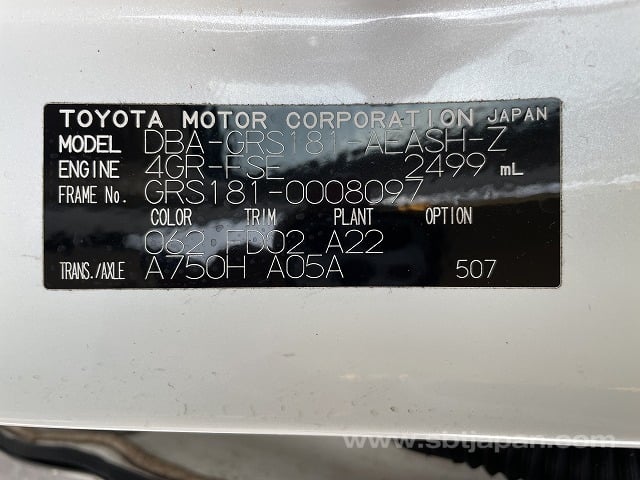 TOYOTA MOTOR CORPORATION JAPAN
MODEL DBA-GRS181-AEASH-Z
ENGINE 4GR-FSE 2499 mL
FRAME No. GRS181-0008097
COLOR TRIM PLANT OPTION
062 FD02 A22
TRANS./AXLE A750H A05A 507
www.sbtjapan.com